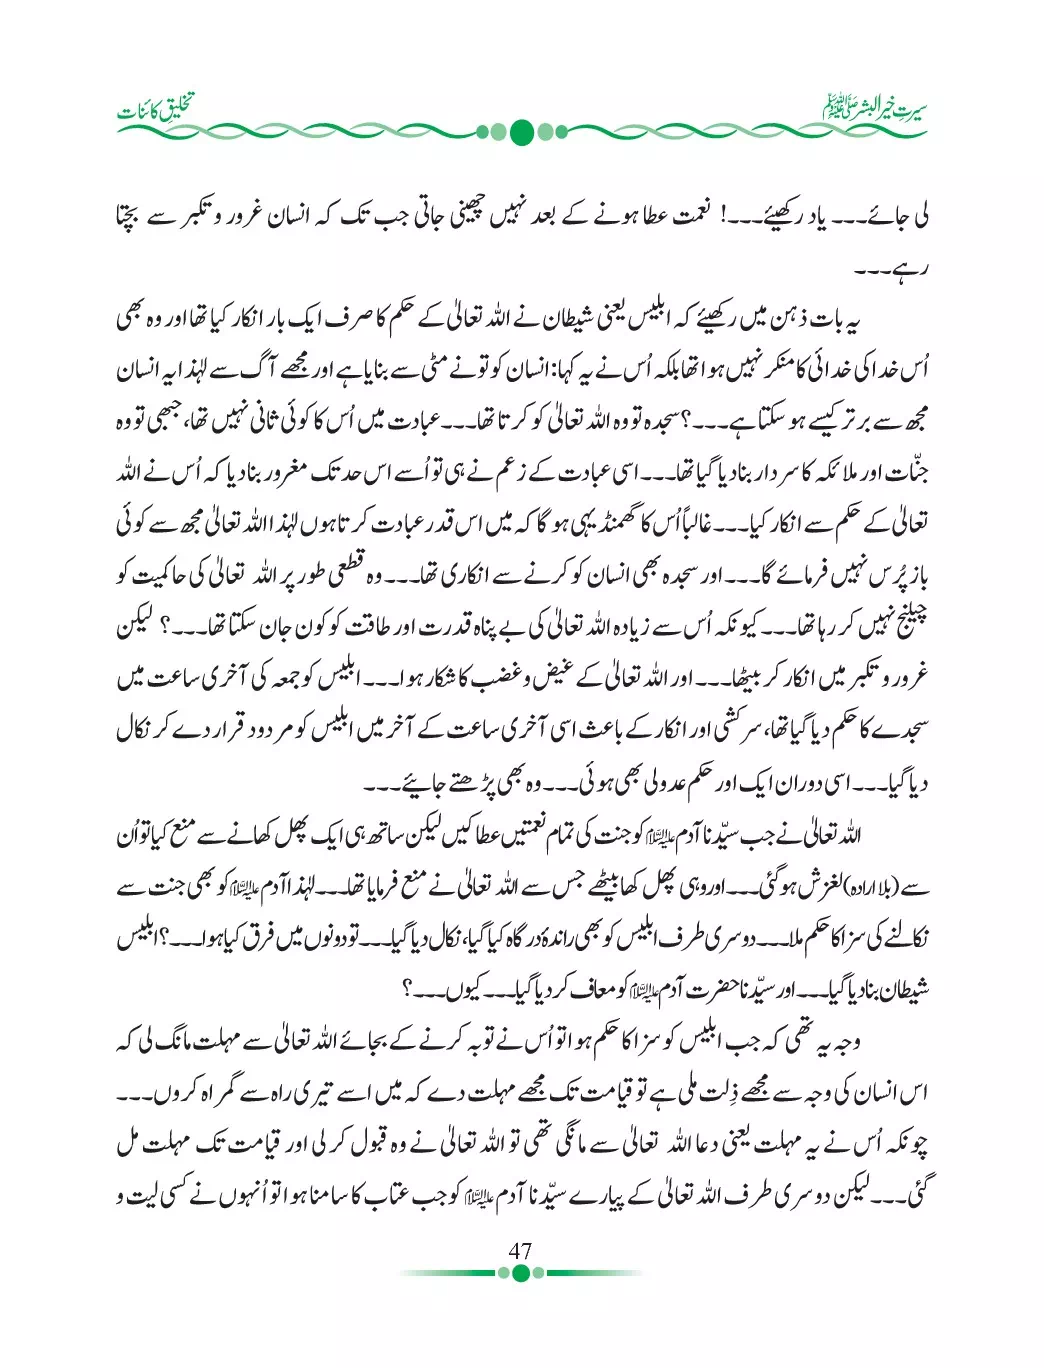 سیرتِ خیر البشر ﷺ
تخلیقِ کائنات
لی جائے۔۔۔ یاد رکھیئے۔۔۔! نعمت عطا ہونے کے بعد نہیں چھینی جاتی جب تک کہ انسان غرور و تکبر سے بچتا
رہے۔۔۔
یہ بات ذہن میں رکھیئے کہ ابلیس یعنی شیطان نے اللہ تعالیٰ کے حکم کا صرف ایک بار انکار کیا تھا اور وہ بھی
اُس خدا کی خدائی کا منکر نہیں ہوا تھا بلکہ اُس نے یہ کہا: انسان کو تو نے مٹی سے بنایا ہے اور مجھے آگ سے لہٰذا یہ انسان
مجھ سے برتر کیسے ہو سکتا ہے۔۔۔؟ سجدہ تو وہ اللہ تعالیٰ کو کرتا تھا۔۔۔ عبادت میں اُس کا کوئی ثانی نہیں تھا، جبھی تو وہ
جنّات اور ملائکہ کا سردار بنا دیا گیا تھا۔۔۔ اسی عبادت کے زعم نے ہی تو اُسے اس حد تک مغرور بنا دیا کہ اُس نے اللہ
تعالیٰ کے حکم سے انکار کیا۔۔۔ غالباً اُس کا گھمنڈ یہی ہو گا کہ میں اس قدر عبادت کرتا ہوں لہٰذا اللہ تعالیٰ مجھ سے کوئی
باز پُرس نہیں فرمائے گا۔۔۔ اور سجدہ بھی انسان کو کرنے سے انکاری تھا۔۔۔ وہ قطعی طور پر اللہ تعالیٰ کی حاکمیت کو
چیلنج نہیں کر رہا تھا۔۔۔ کیونکہ اُس سے زیادہ اللہ تعالیٰ کی بے پناہ قدرت اور طاقت کو کون جان سکتا تھا۔۔۔؟ لیکن
غرور و تکبر میں انکار کر بیٹھا۔۔۔ اور اللہ تعالیٰ کے غیض و غضب کا شکار ہوا۔۔۔ ابلیس کو جمعہ کی آخری ساعت میں
سجدے کا حکم دیا گیا تھا، سرکشی اور انکار کے باعث اسی آخری ساعت کے آخر میں ابلیس کو مردود قرار دے کر نکال
دیا گیا۔۔۔ اسی دوران ایک اور حکم عدولی بھی ہوئی۔۔۔ وہ بھی پڑھتے جائیے۔۔۔
اللہ تعالیٰ نے جب سیّدنا آدم علیہ السلام کو جنت کی تمام نعمتیں عطا کیں لیکن ساتھ ہی ایک پھل کھانے سے منع کیا تو اُن
سے (بلا ارادہ) لغزش ہو گئی۔۔۔ اور وہی پھل کھا بیٹھے جس سے اللہ تعالیٰ نے منع فرمایا تھا۔۔۔ لہٰذا آدم علیہ السلام کو بھی جنت سے
نکالنے کی سزا کا حکم ملا۔۔۔ دوسری طرف ابلیس کو بھی راندۂ درگاہ کیا گیا، نکال دیا گیا۔۔۔ تو دونوں میں فرق کیا ہوا۔۔۔؟ ابلیس
شیطان بنا دیا گیا۔۔۔ اور سیّدنا حضرت آدم علیہ السلام کو معاف کر دیا گیا۔۔۔ کیوں۔۔۔؟
وجہ یہ تھی کہ جب ابلیس کو سزا کا حکم ہوا تو اُس نے توبہ کرنے کے بجائے اللہ تعالیٰ سے مہلت مانگ لی کہ
اس انسان کی وجہ سے مجھے ذِلت ملی ہے تو قیامت تک مجھے مہلت دے کہ میں اسے تیری راہ سے گمراہ کروں۔۔۔
چونکہ اُس نے یہ مہلت یعنی دعا اللہ تعالیٰ سے مانگی تھی تو اللہ تعالیٰ نے وہ قبول کر لی اور قیامت تک مہلت مل
گئی۔۔۔ لیکن دوسری طرف اللہ تعالیٰ کے پیارے سیّدنا آدم علیہ السلام کو جب عتاب کا سامنا ہوا تو اُنہوں نے کسی لیت و
47